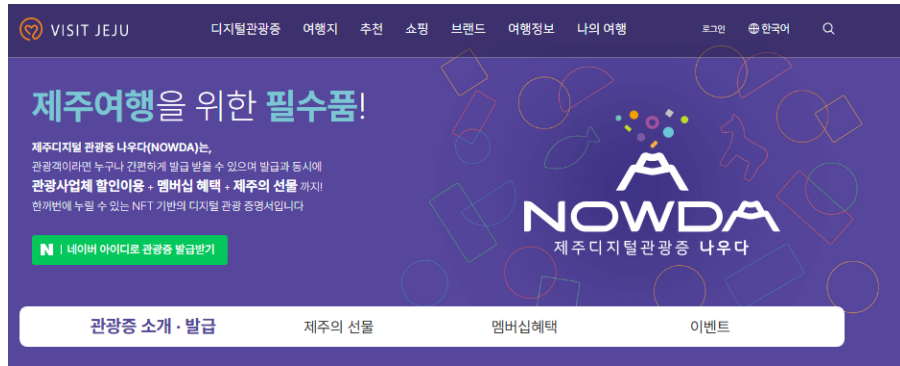 VISIT JEJU 디지털관광증 여행지 추천 쇼핑 브랜드 여행정보 나의 여행 로그인 한국어
제주여행을 위한 필수품!
제주디지털 관광증 나우다(NOWDA)는,
관광객이라면 누구나 간편하게 발급 받을 수 있으며 발급과 동시에
관광사업체 할인이용 + 멤버십 혜택 + 제주의 선물 까지!
한꺼번에 누릴 수 있는 NFT 기반의 디지털 관광 증명서입니다
N | 네이버 아이디로 관광증 발급받기
NOWDA
제주디지털관광증 나우다
관광증 소개 · 발급 제주의 선물 멤버십혜택 이벤트